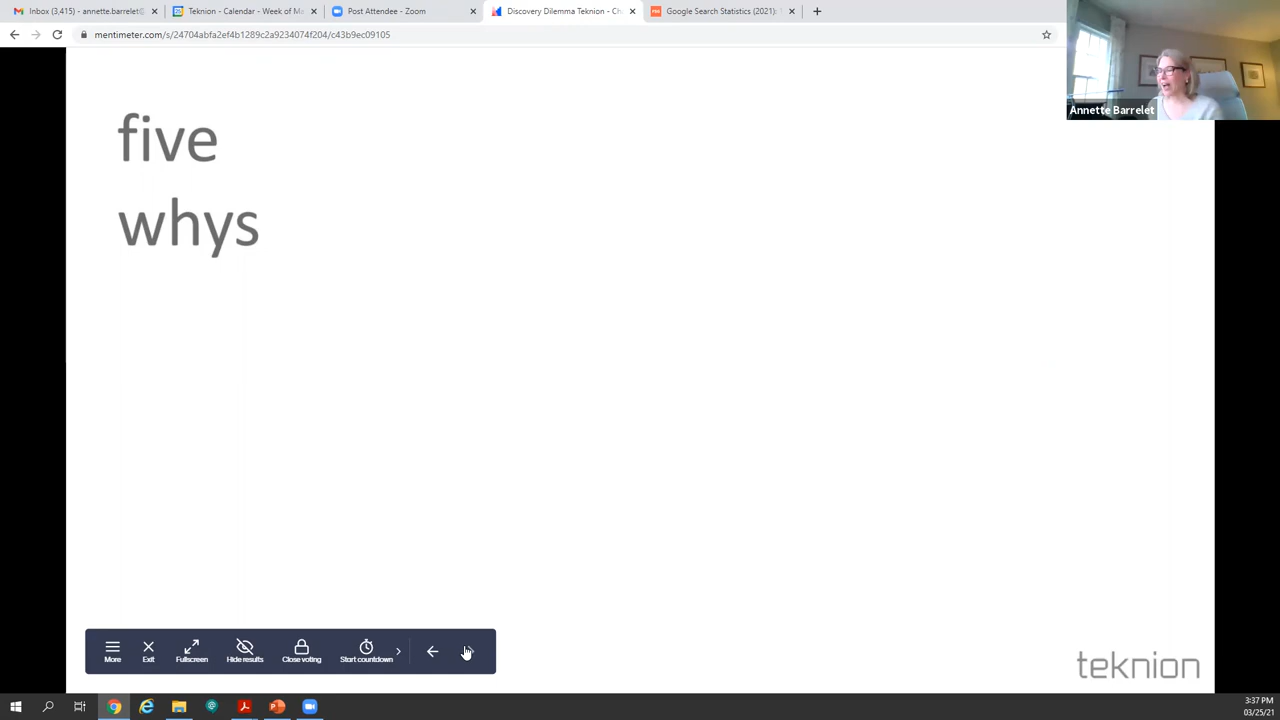 Inbox (3,415) - annette.barrelet@
Teknion - Calendar - Week of Ma
Post Attendee - Zoom
Discovery Dilemma Teknion - Ch
Google Search Statistics (2021):
mentimeter.com/s/24704abfa2ef4b1289c2a9234074f204/c43b9ec09105
Annette Barrelet
five
whys
More
Exit
Fullscreen
Hide results
Close voting
Start countdown
teknion
3:37 PM
03/25/21